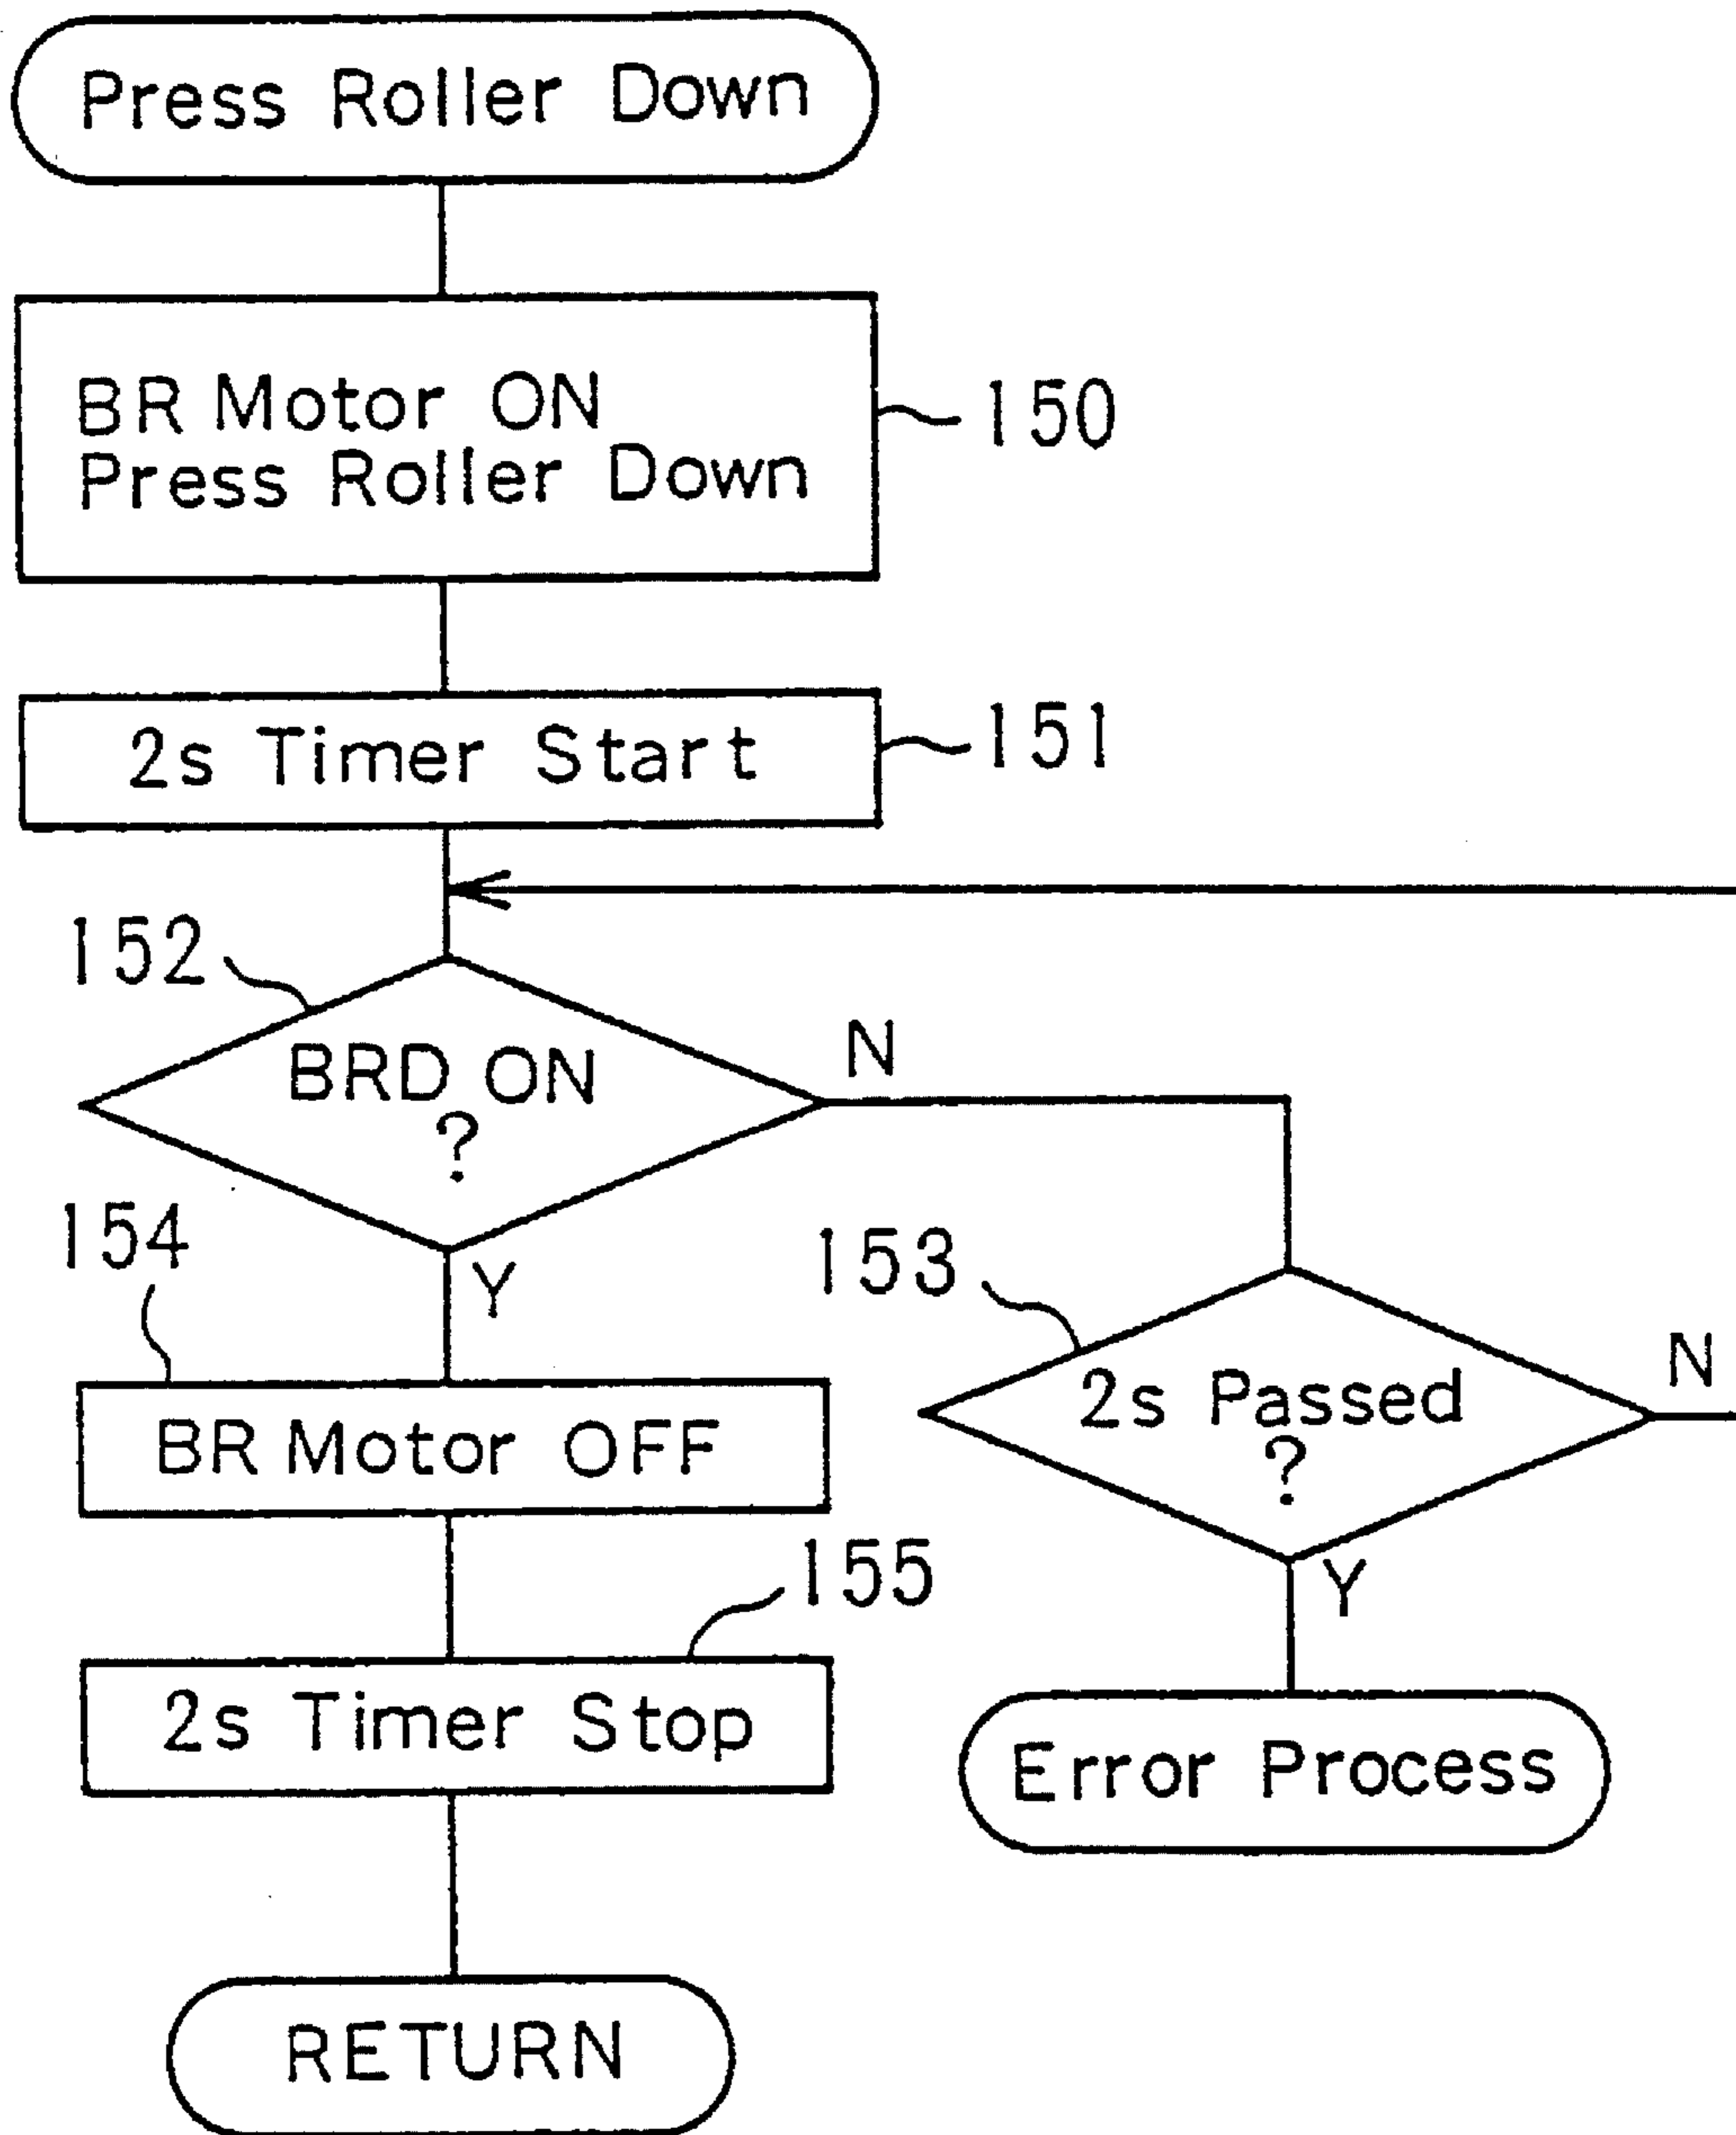 Press Roller Down
BR Motor ON
Press Roller Down
150
2s Timer Start
151
152
BRD ON
?
N
Y
153
2s Passed
?
N
Y
154
BR Motor OFF
155
2s Timer Stop
Error Process
RETURN